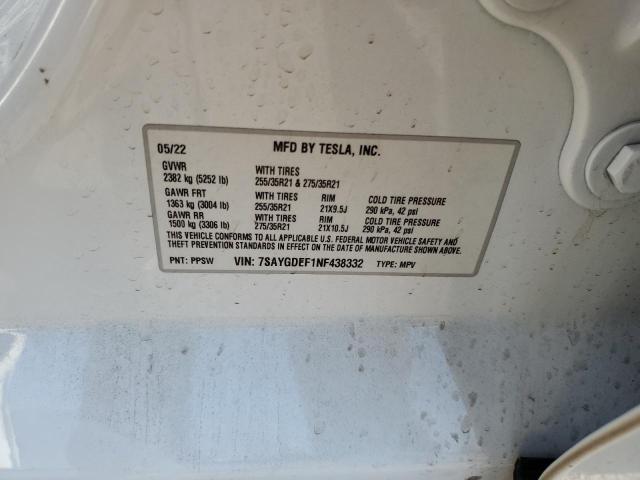 05/22 MFD BY TESLA, INC.
GVWR WITH TIRES
2382 kg (5252 lb) 255/35R21 & 275/35R21
GAWR FRT WITH TIRES RIM COLD TIRE PRESSURE
1363 kg (3004 lb) 255/35R21 21X9.5J 290 kPa, 42 psi
GAWR RR WITH TIRES RIM COLD TIRE PRESSURE
1500 kg (3306 lb) 275/35R21 21X10.5J 290 kPa, 42 psi
THIS VEHICLE CONFORMS TO ALL APPLICABLE U.S. FEDERAL MOTOR VEHICLE SAFETY AND
THEFT PREVENTION STANDARDS IN EFFECT ON THE DATE OF MANUFACTURE SHOWN ABOVE.
PNT: PPSW VIN: 7SAYGDEF1NF438332 TYPE: MPV